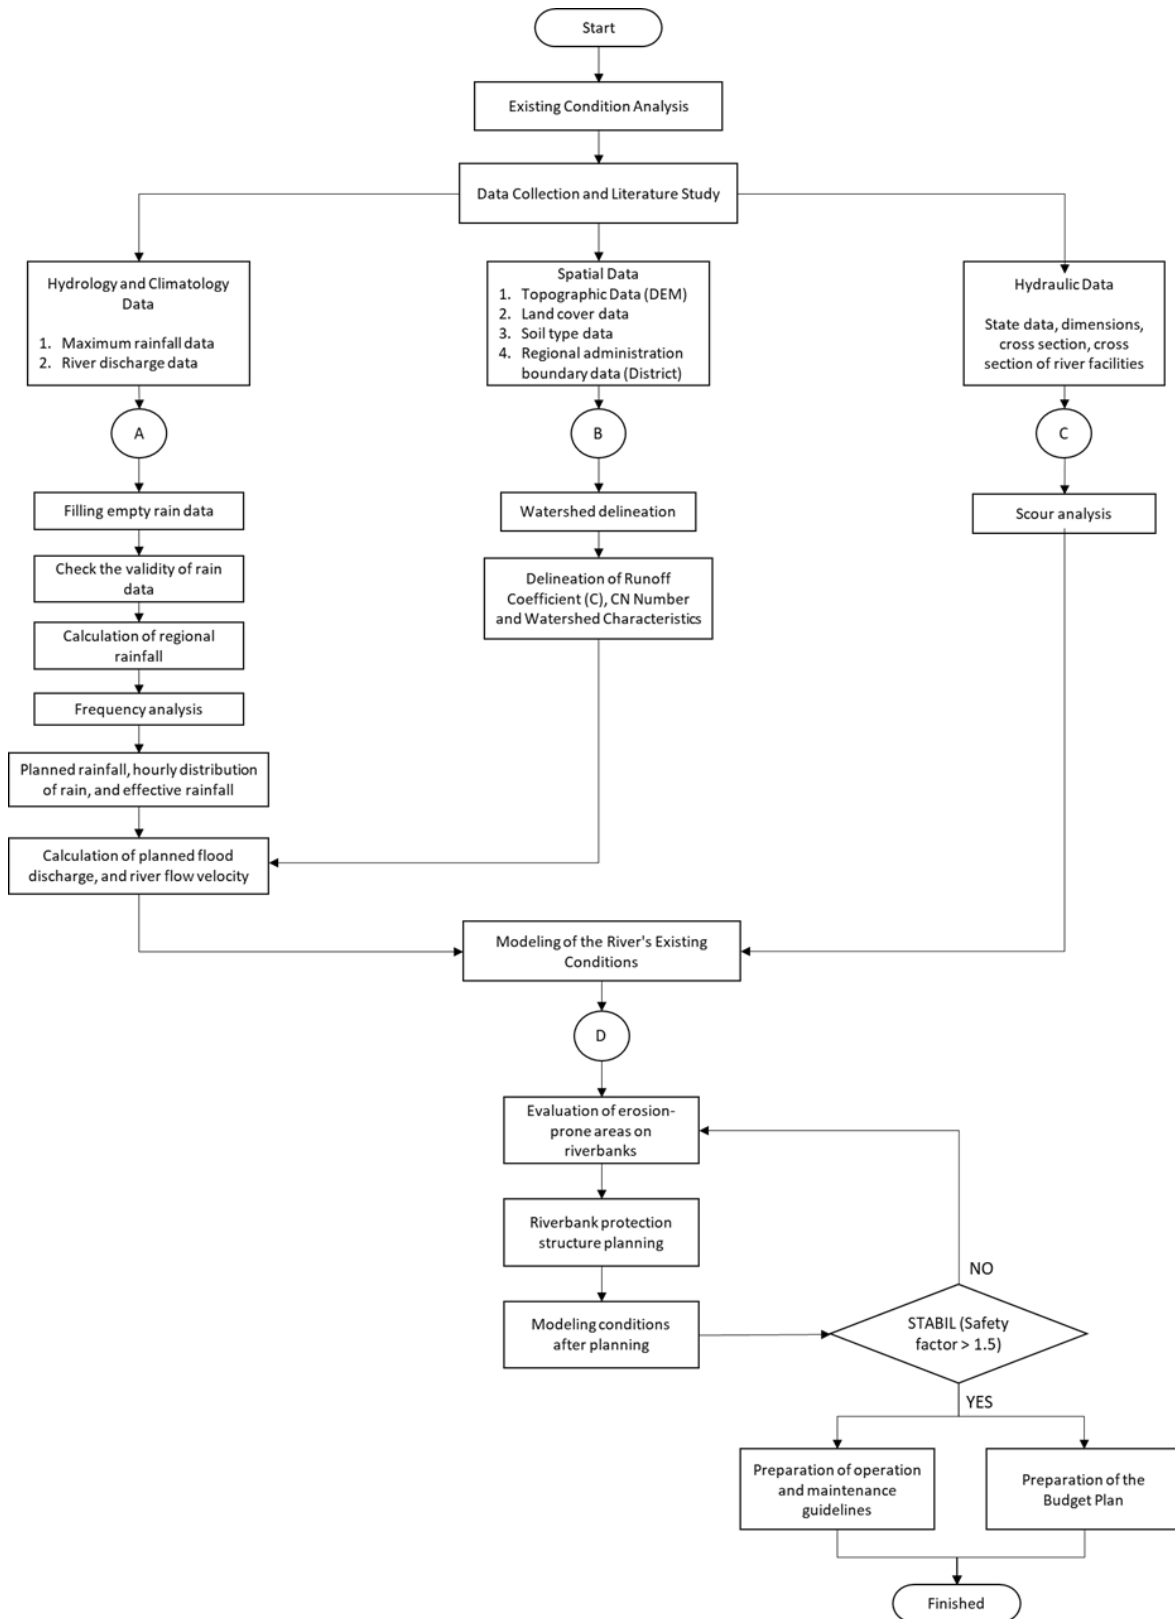 Start
Existing Condition Analysis
Data Collection and Literature Study
Hydrology and Climatology
Data
1. Maximum rainfall data
2. River discharge data
Spatial Data
1. Topographic Data (DEM)
2. Land cover data
3. Soil type data
4. Regional administration
boundary data (District)
Hydraulic Data
State data, dimensions,
cross section, cross
section of river facilities
A
B
C
Filling empty rain data
Watershed delineation
Scour analysis
Check the validity of rain
data
Delineation of Runoff
Coefficient (C), CN Number
and Watershed Characteristics
Calculation of regional
rainfall
Frequency analysis
Planned rainfall, hourly distribution
of rain, and effective rainfall
Calculation of planned flood
discharge, and river flow velocity
Modeling of the River's Existing
Conditions
D
Evaluation of erosion-
prone areas on
riverbanks
Riverbank protection
structure planning
Modeling conditions
after planning
NO
STABIL (Safety
factor > 1.5)
YES
Preparation of operation
and maintenance
guidelines
Preparation of the
Budget Plan
Finished